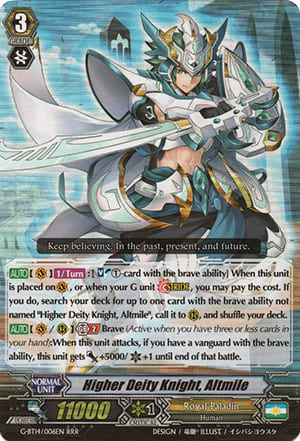 GRADE
3
Keep believing. In the past, present, and future.
AUTO 1/Turn : ① -card with the brave ability] When this
unit is placed on , or when your G unit STRIDE, you may pay the cost. If
you do, search your deck for up to one card with the brave ability not
named "Higher Deity Knight, Altmile", call it to , and shuffle your deck.
AUTO / : 2 Brave (Active when you have three or less cards in
your hand):When this unit attacks, if you have a vanguard with the brave
ability, this unit gets +5000/ +1 until end of that battle.
NORMAL
UNIT
Higher Deity Knight, Altmile
POWER
11000
1
CRITICAL
Royal Paladin
Human
G-BT14/006EN RRR
DESIGN / ILLUST / イシバシヨウスケ